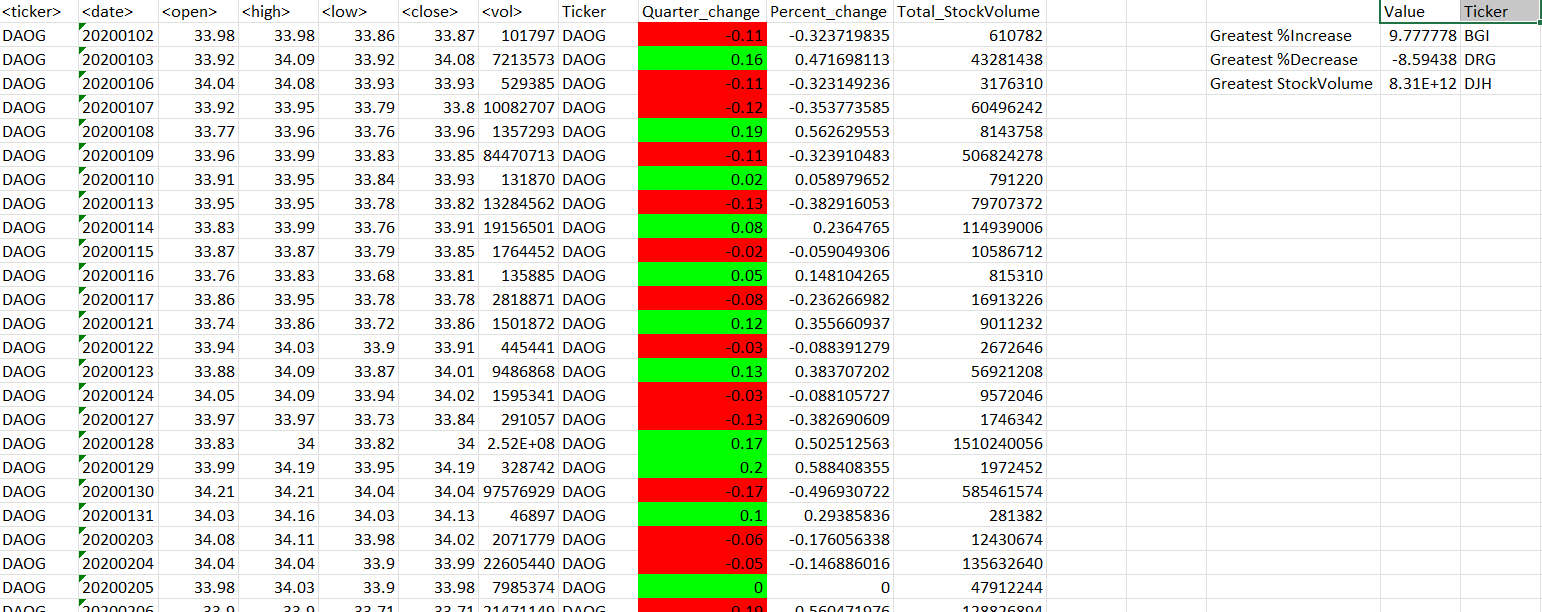 <ticker> <date> <open> <high> <low> <close> <vol> Ticker Quarter_change Percent_change Total_StockVolume Value Ticker
DAOG 20200102 33.98 33.98 33.86 33.87 101797 DAOG -0.11 -0.323719835 610782 Greatest %Increase 9.777778 BGI
DAOG 20200103 33.92 34.09 33.92 34.08 7213573 DAOG 0.16 0.471698113 43281438 Greatest %Decrease -8.59438 DRG
DAOG 20200106 34.04 34.08 33.93 33.93 529385 DAOG -0.11 -0.323149236 3176310 Greatest StockVolume 8.31E+12 DJH
DAOG 20200107 33.92 33.95 33.79 33.8 10082707 DAOG -0.12 -0.353773585 60496242
DAOG 20200108 33.77 33.96 33.76 33.96 1357293 DAOG 0.19 0.562629553 8143758
DAOG 20200109 33.96 33.99 33.83 33.85 84470713 DAOG -0.11 -0.323910483 506824278
DAOG 20200110 33.91 33.95 33.84 33.93 131870 DAOG 0.02 0.058979652 791220
DAOG 20200113 33.95 33.95 33.78 33.82 13284562 DAOG -0.13 -0.382916053 79707372
DAOG 20200114 33.83 33.99 33.76 33.91 19156501 DAOG 0.08 0.2364765 114939006
DAOG 20200115 33.87 33.87 33.79 33.85 1764452 DAOG -0.02 -0.059049306 10586712
DAOG 20200116 33.76 33.83 33.68 33.81 135885 DAOG 0.05 0.148104265 815310
DAOG 20200117 33.86 33.95 33.78 33.78 2818871 DAOG -0.08 -0.236266982 16913226
DAOG 20200121 33.74 33.86 33.72 33.86 1501872 DAOG 0.12 0.355660937 9011232
DAOG 20200122 33.94 34.03 33.9 33.91 445441 DAOG -0.03 -0.088391279 2672646
DAOG 20200123 33.88 34.09 33.87 34.01 9486868 DAOG 0.13 0.383707202 56921208
DAOG 20200124 34.05 34.09 33.94 34.02 1595341 DAOG -0.03 -0.088105727 9572046
DAOG 20200127 33.97 33.97 33.73 33.84 291057 DAOG -0.13 -0.382690609 1746342
DAOG 20200128 33.83 34 33.82 34 2.52E+08 DAOG 0.17 0.502512563 1510240056
DAOG 20200129 33.99 34.19 33.95 34.19 328742 DAOG 0.2 0.588408355 1972452
DAOG 20200130 34.21 34.21 34.04 34.04 97576929 DAOG -0.17 -0.496930722 585461574
DAOG 20200131 34.03 34.16 34.03 34.13 46897 DAOG 0.1 0.29385836 281382
DAOG 20200203 34.08 34.11 33.98 34.02 2071779 DAOG -0.06 -0.176056338 12430674
DAOG 20200204 34.04 34.04 33.9 33.99 22605440 DAOG -0.05 -0.146886016 135632640
DAOG 20200205 33.98 34.03 33.9 33.98 7985374 DAOG 0 0 47912244
DAOG 20200206 33.9 33.9 33.71 33.71 21471149 DAOG -0.19 -0.560471976 128826894